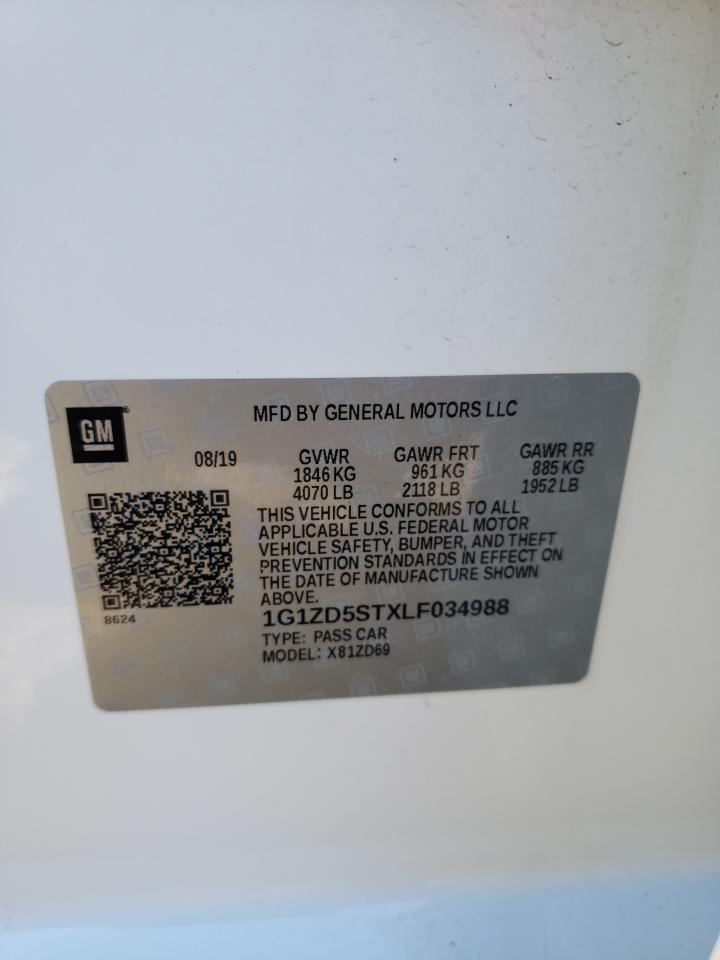 MFD BY GENERAL MOTORS LLC
GM®
08/19 GVWR GAWR FRT GAWR RR
1846 KG 961 KG 885 KG
4070 LB 2118 LB 1952 LB
THIS VEHICLE CONFORMS TO ALL
APPLICABLE U.S. FEDERAL MOTOR
VEHICLE SAFETY, BUMPER, AND THEFT
PREVENTION STANDARDS IN EFFECT ON
THE DATE OF MANUFACTURE SHOWN
ABOVE.
8624
1G1ZD5STXLF034988
TYPE: PASS CAR
MODEL: X81ZD69